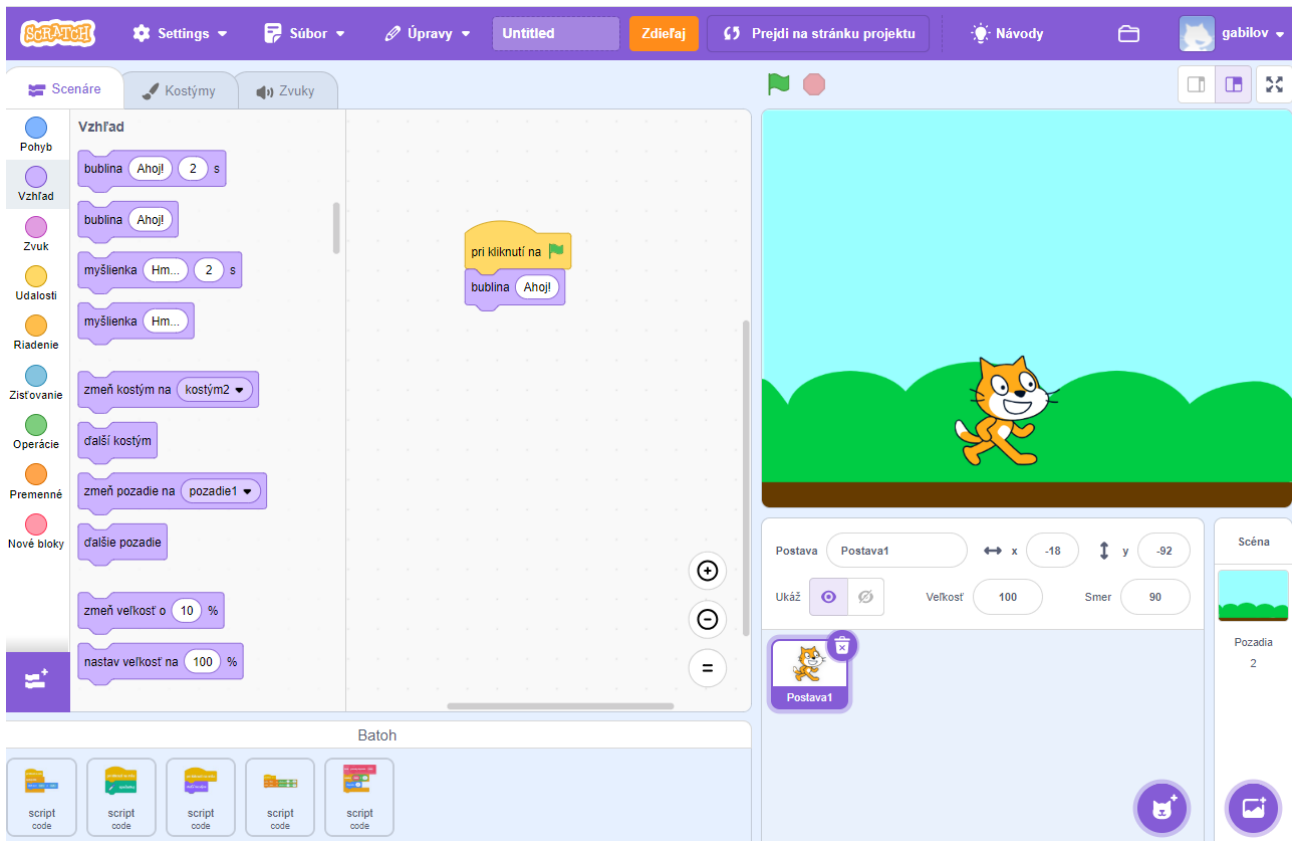 SCRATCH
Settings
Súbor
Úpravy
Untitled
Zdieľaj
Prejdi na stránku projektu
Návody
gabilov
Scenáre
Kostýmy
Zvuky
Pohyb
Vzhľad
Zvuk
Udalosti
Riadenie
Zisťovanie
Operácie
Premenné
Nové bloky
Vzhľad
bublina Ahoj! 2 s
bublina Ahoj!
myšlienka Hm... 2 s
myšlienka Hm...
zmeň kostým na kostým2
ďalší kostým
zmeň pozadie na pozadie1
ďalšie pozadie
zmeň veľkosť o 10 %
nastav veľkosť na 100 %
pri kliknutí na
bublina Ahoj!
Postava Postava1 x -18 y -92
Ukáž Veľkosť 100 Smer 90
Postava1
Scéna
Pozadia
2
Batoh
script
code
script
code
script
code
script
code
script
code